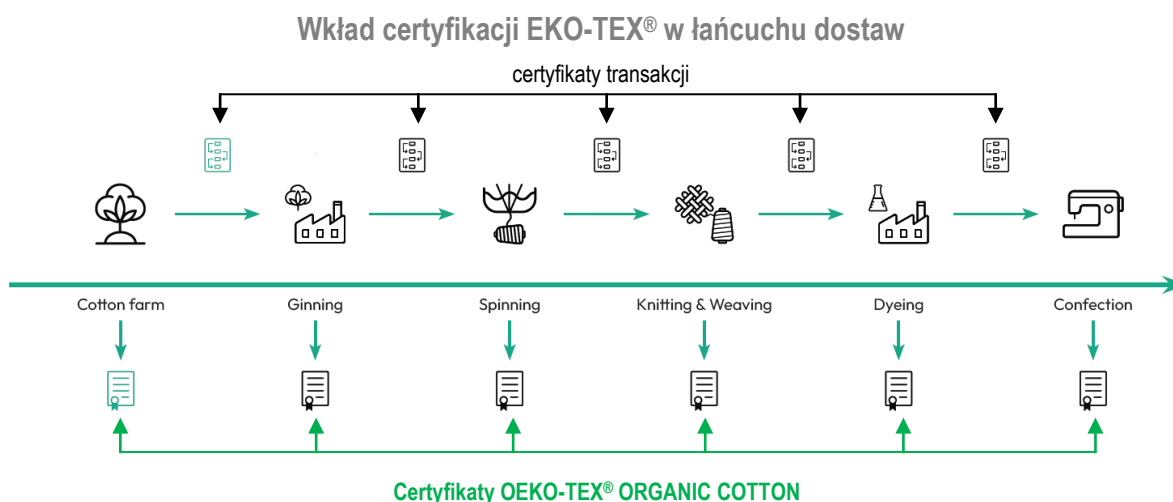 Wkład certyfikacji EKO-TEX® w łańcuchu dostaw
certyfikaty transakcji
Cotton farm
Ginning
Spinning
Knitting & Weaving
Dyeing
Confection
Certyfikaty OEKO-TEX® ORGANIC COTTON